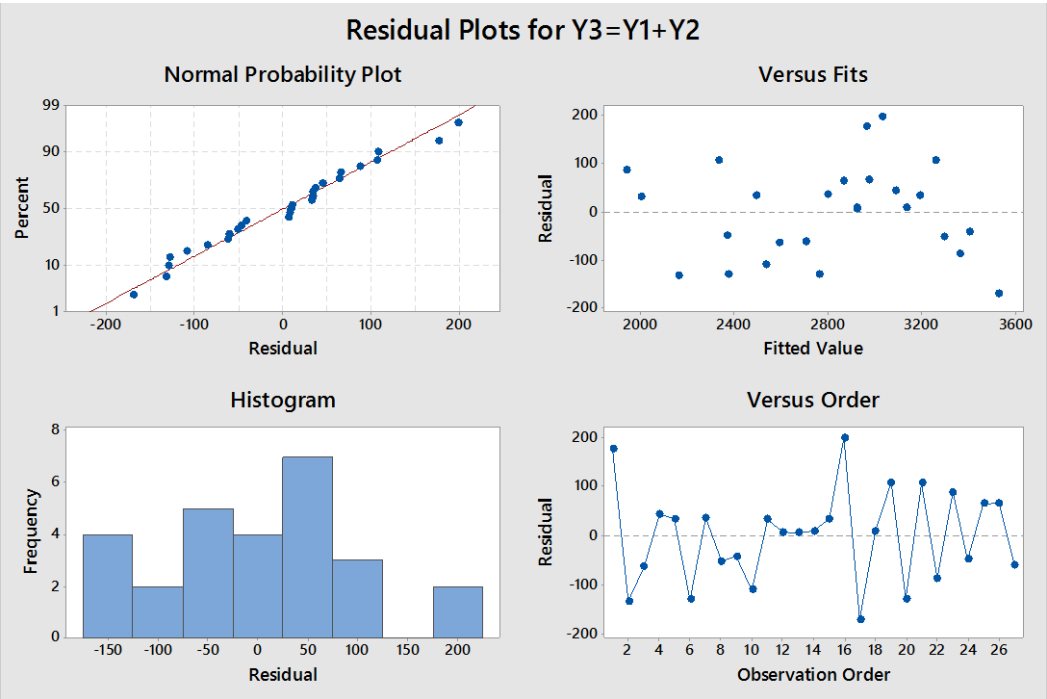 Residual Plots for Y3=Y1+Y2
Normal Probability Plot
99
90
50
10
1
Percent
-200 -100 0 100 200
Residual
Versus Fits
200
100
0
-100
-200
Residual
2000 2400 2800 3200 3600
Fitted Value
Histogram
8
6
4
2
0
Frequency
-150 -100 -50 0 50 100 150 200
Residual
Versus Order
200
100
0
-100
-200
Residual
2 4 6 8 10 12 14 16 18 20 22 24 26
Observation Order